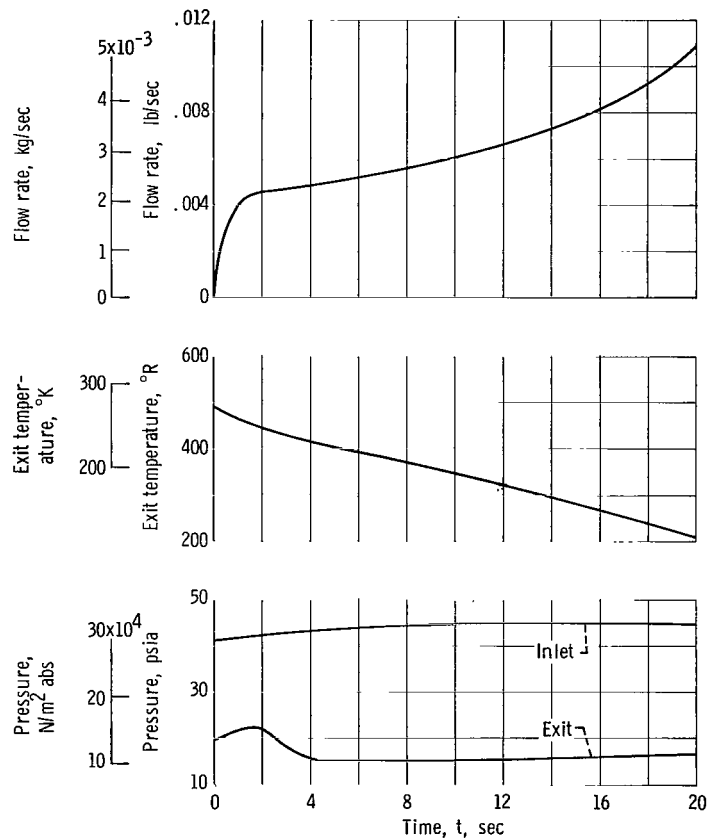 5x10-3
4
3
2
1
0
Flow rate, kg/sec
.012
.008
.004
0
Flow rate, lb/sec
300
200
Exit temper-
ature, °K
600
400
200
Exit temperature, °R
30x104
20
10
Pressure,
N/m2 abs
50
30
10
Pressure, psia
Inlet
Exit
0
4
8
12
16
20
Time, t, sec